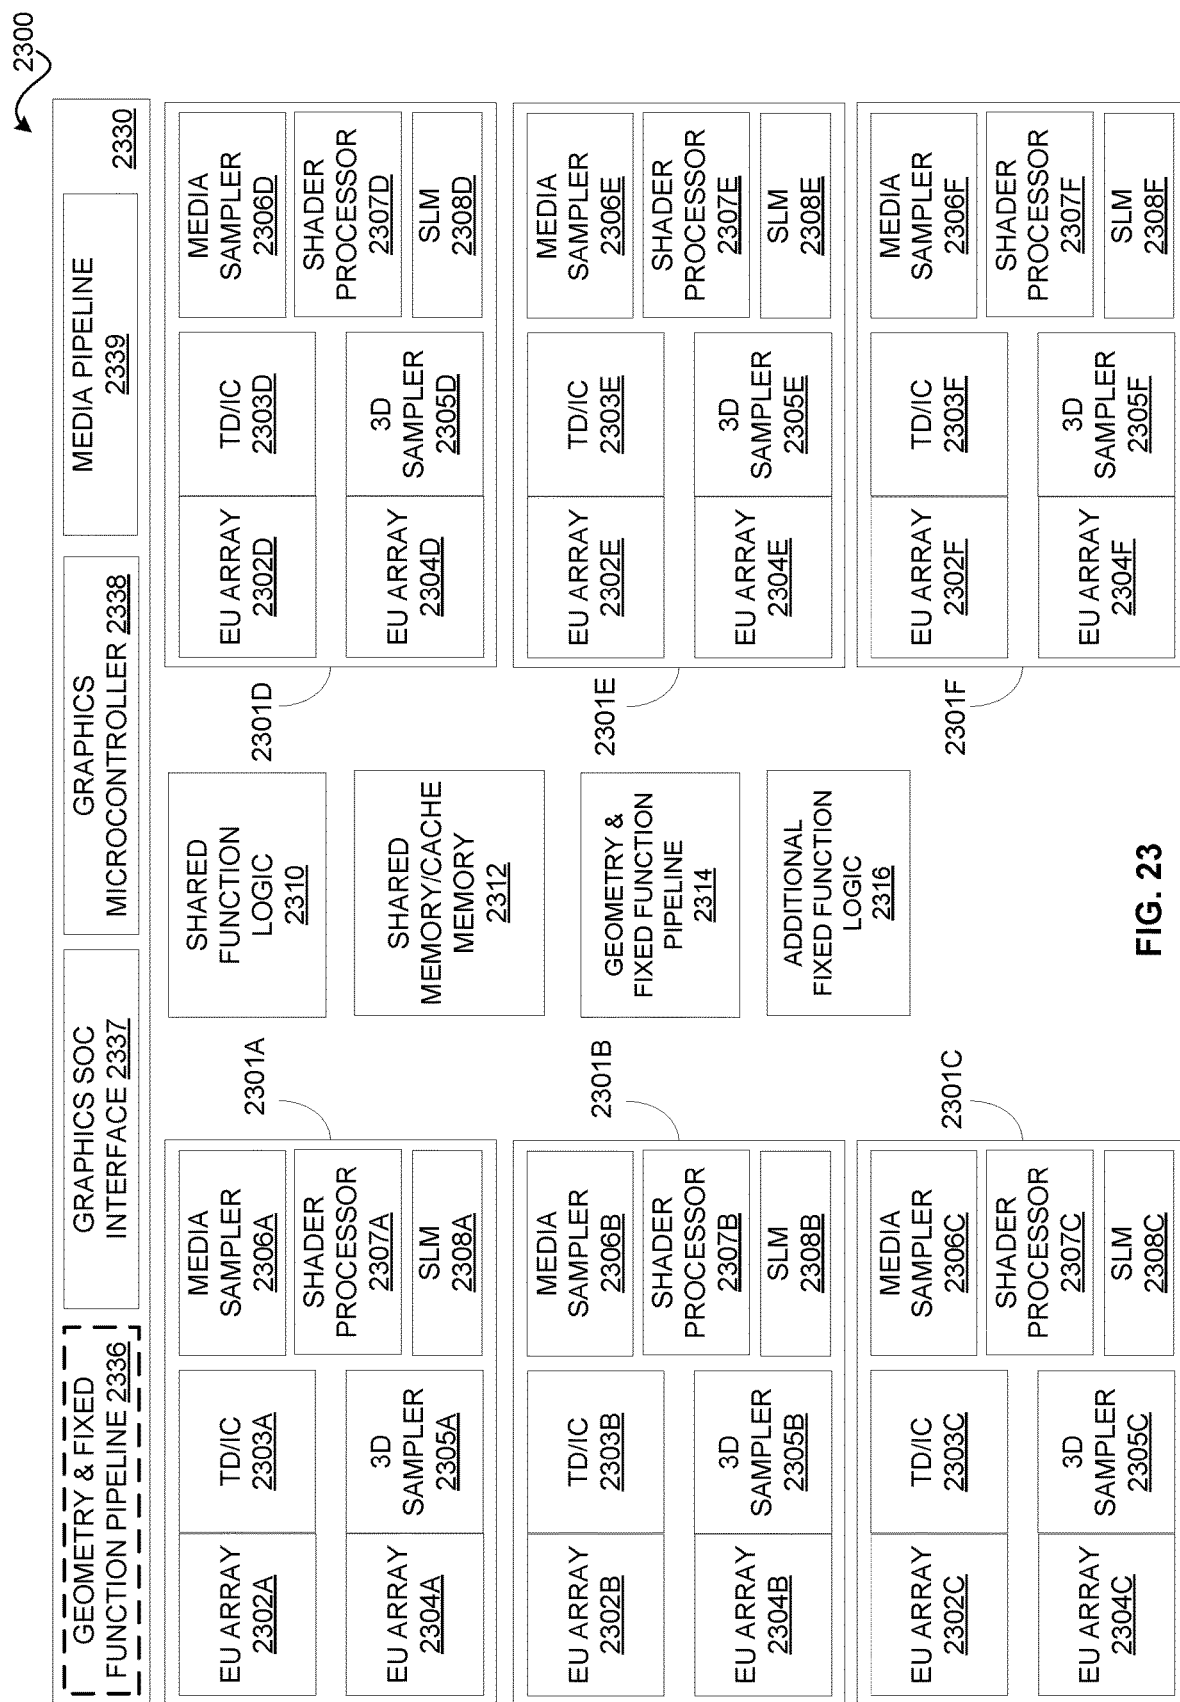 2300
GEOMETRY & FIXED
FUNCTION PIPELINE 2336
GRAPHICS SOC
INTERFACE 2337
GRAPHICS
MICROCONTROLLER 2338
MEDIA PIPELINE
2339
2330
EU ARRAY
2302A
TD/IC
2303A
MEDIA
SAMPLER
2306A
SHADER
PROCESSOR
2307A
EU ARRAY
2304A
3D
SAMPLER
2305A
SLM
2308A
2301A
SHARED
FUNCTION
LOGIC
2310
2301D
EU ARRAY
2302D
TD/IC
2303D
MEDIA
SAMPLER
2306D
SHADER
PROCESSOR
2307D
EU ARRAY
2304D
3D
SAMPLER
2305D
SLM
2308D
SHARED
MEMORY/CACHE
MEMORY
2312
EU ARRAY
2302B
TD/IC
2303B
MEDIA
SAMPLER
2306B
SHADER
PROCESSOR
2307B
EU ARRAY
2304B
3D
SAMPLER
2305B
SLM
2308B
2301B
GEOMETRY &
FIXED FUNCTION
PIPELINE
2314
2301E
EU ARRAY
2302E
TD/IC
2303E
MEDIA
SAMPLER
2306E
SHADER
PROCESSOR
2307E
EU ARRAY
2304E
3D
SAMPLER
2305E
SLM
2308E
ADDITIONAL
FIXED FUNCTION
LOGIC
2316
EU ARRAY
2302C
TD/IC
2303C
MEDIA
SAMPLER
2306C
SHADER
PROCESSOR
2307C
EU ARRAY
2304C
3D
SAMPLER
2305C
SLM
2308C
2301C
2301F
EU ARRAY
2302F
TD/IC
2303F
MEDIA
SAMPLER
2306F
SHADER
PROCESSOR
2307F
EU ARRAY
2304F
3D
SAMPLER
2305F
SLM
2308F
FIG. 23